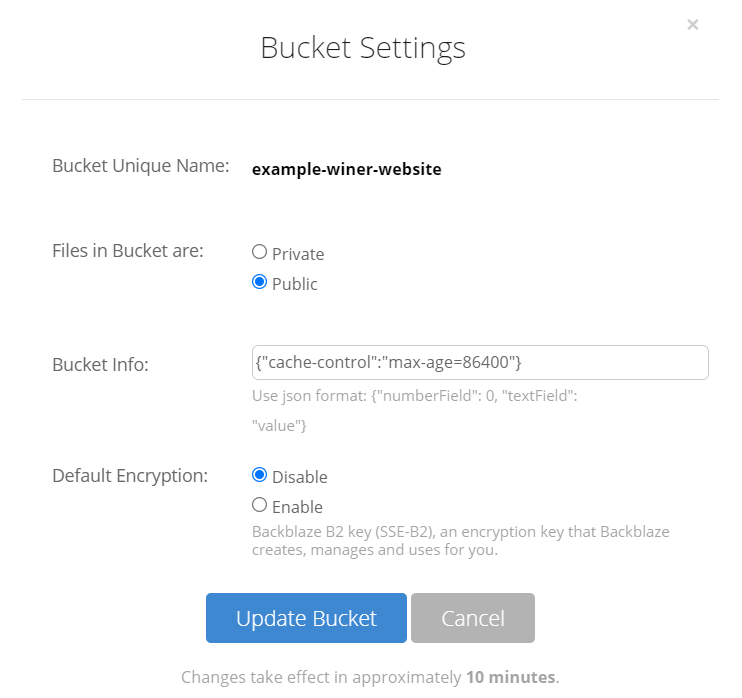 ×
Bucket Settings
Bucket Unique Name: example-winer-website
Files in Bucket are: Private
Public
Bucket Info: {"cache-control":"max-age=86400"}
Use json format: {"numberField": 0, "textField":
"value"}
Default Encryption: Disable
Enable
Backblaze B2 key (SSE-B2), an encryption key that Backblaze
creates, manages and uses for you.
Update Bucket Cancel
Changes take effect in approximately 10 minutes.